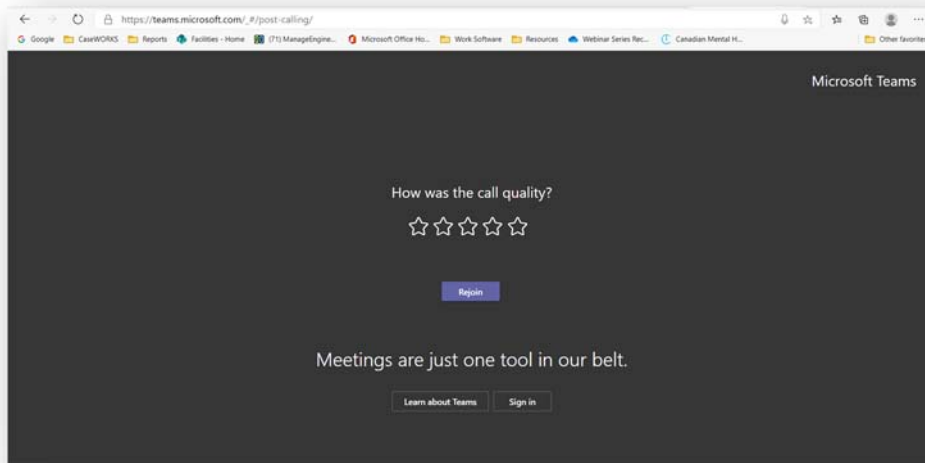 https://teams.microsoft.com/_#/post-calling/
Google CaseWORKS Reports Facilities - Home (71) ManageEngine... Microsoft Office Ho... Work Software Resources Webinar Series Rec... Canadian Mental H... Other favorites
Microsoft Teams
How was the call quality?
Rejoin
Meetings are just one tool in our belt.
Learn about Teams Sign in